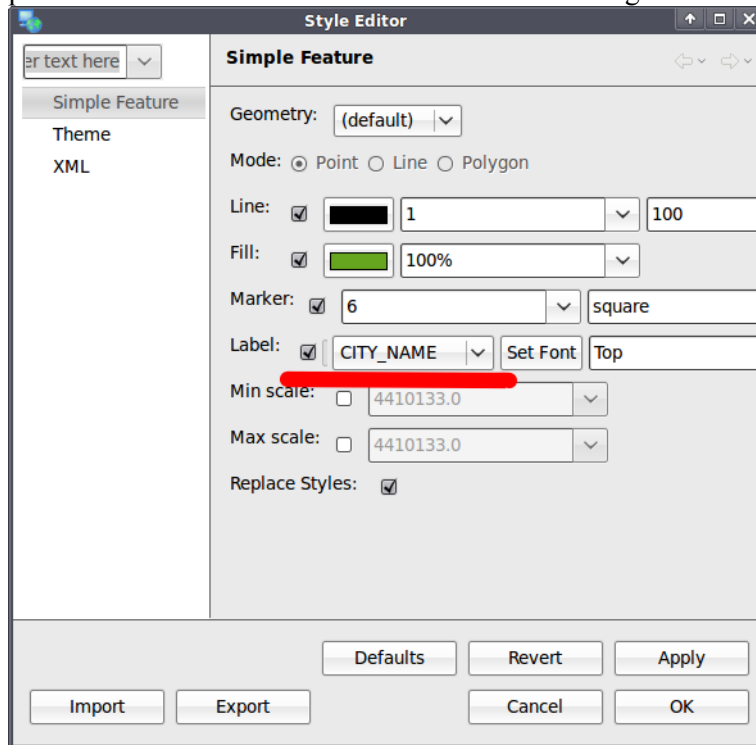 Style Editor
er text here
Simple Feature
Simple Feature
Theme
XML
Geometry: (default)
Mode: Point Line Polygon
Line: 1 100
Fill: 100%
Marker: 6 square
Label: CITY_NAME Set Font Top
Min scale: 4410133.0
Max scale: 4410133.0
Replace Styles:
Defaults Revert Apply
Import Export Cancel OK